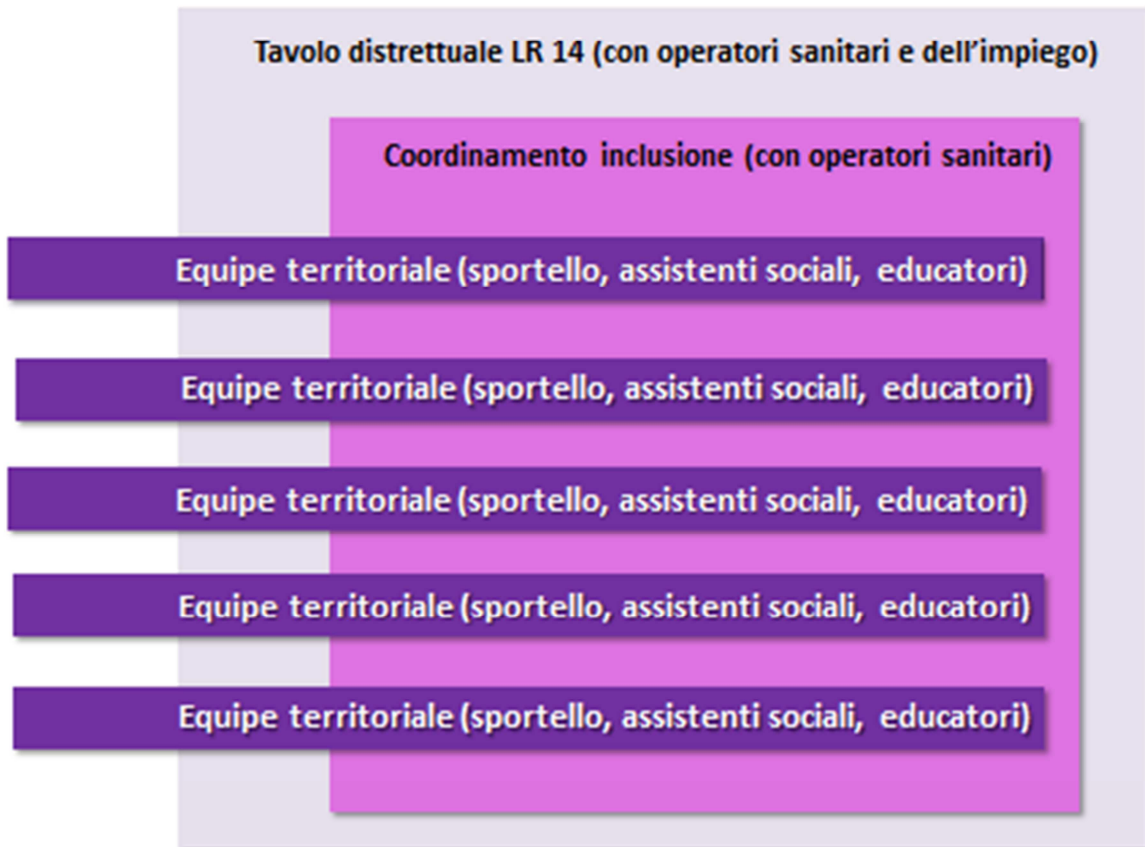 Tavolo distrettuale LR 14 (con operatori sanitari e dell'impiego)
Coordinamento inclusione (con operatori sanitari)
Equipe territoriale (sportello, assistenti sociali, educatori)
Equipe territoriale (sportello, assistenti sociali, educatori)
Equipe territoriale (sportello, assistenti sociali, educatori)
Equipe territoriale (sportello, assistenti sociali, educatori)
Equipe territoriale (sportello, assistenti sociali, educatori)